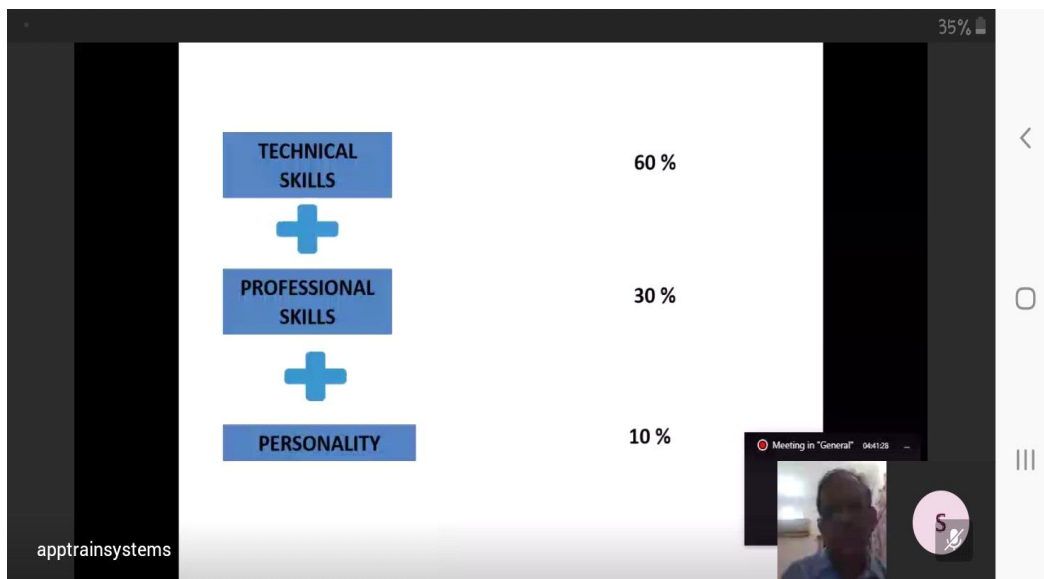 35%
TECHNICAL
SKILLS
60 %
PROFESSIONAL
SKILLS
30 %
PERSONALITY
10 %
Meeting in "General" 04:41:28
S
apptrainsystems